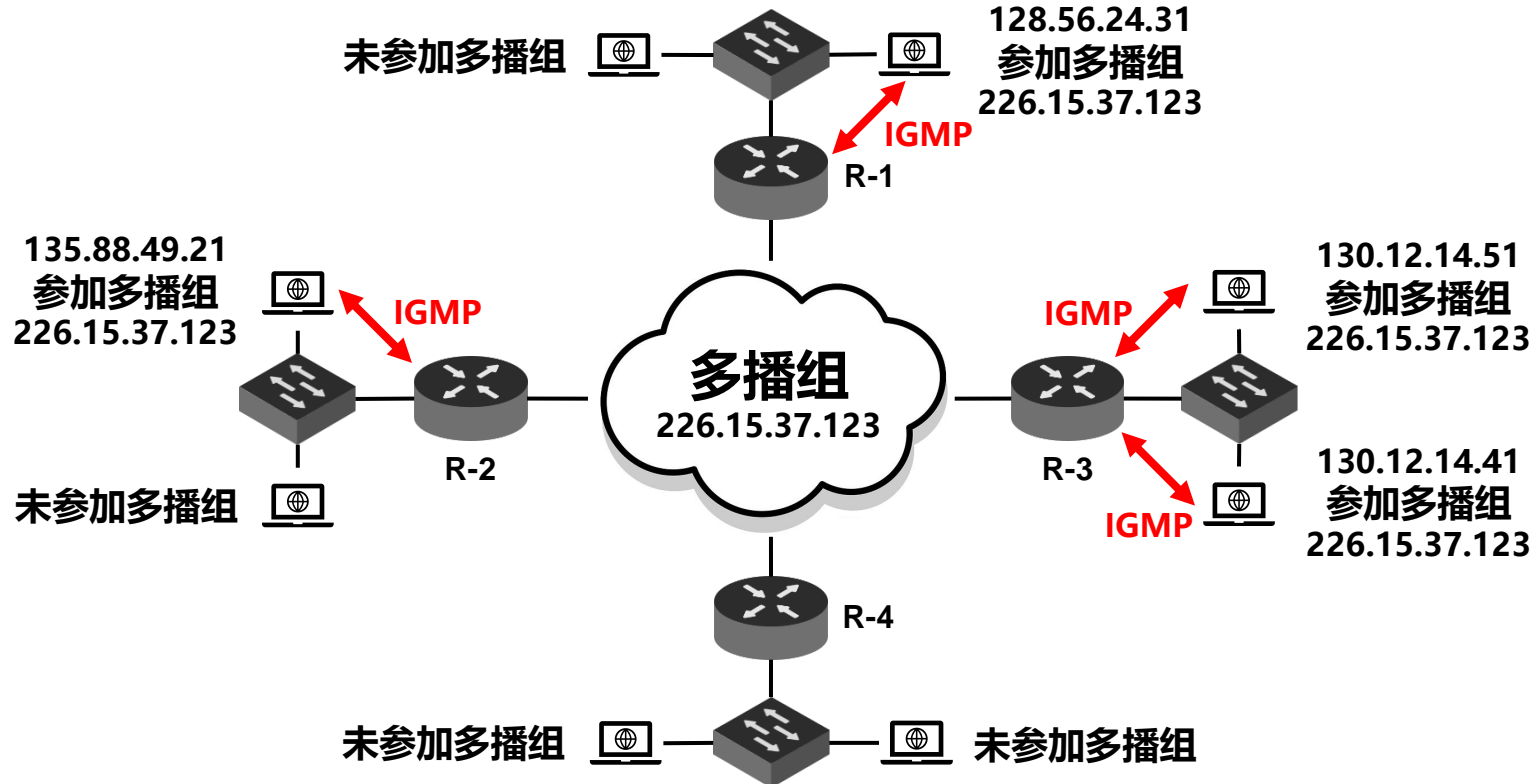 未参加多播组
128.56.24.31
参加多播组
226.15.37.123
IGMP
R-1
135.88.49.21
参加多播组
226.15.37.123
IGMP
R-2
未参加多播组
多播组
226.15.37.123
130.12.14.51
参加多播组
226.15.37.123
IGMP
R-3
IGMP
130.12.14.41
参加多播组
226.15.37.123
R-4
未参加多播组
未参加多播组